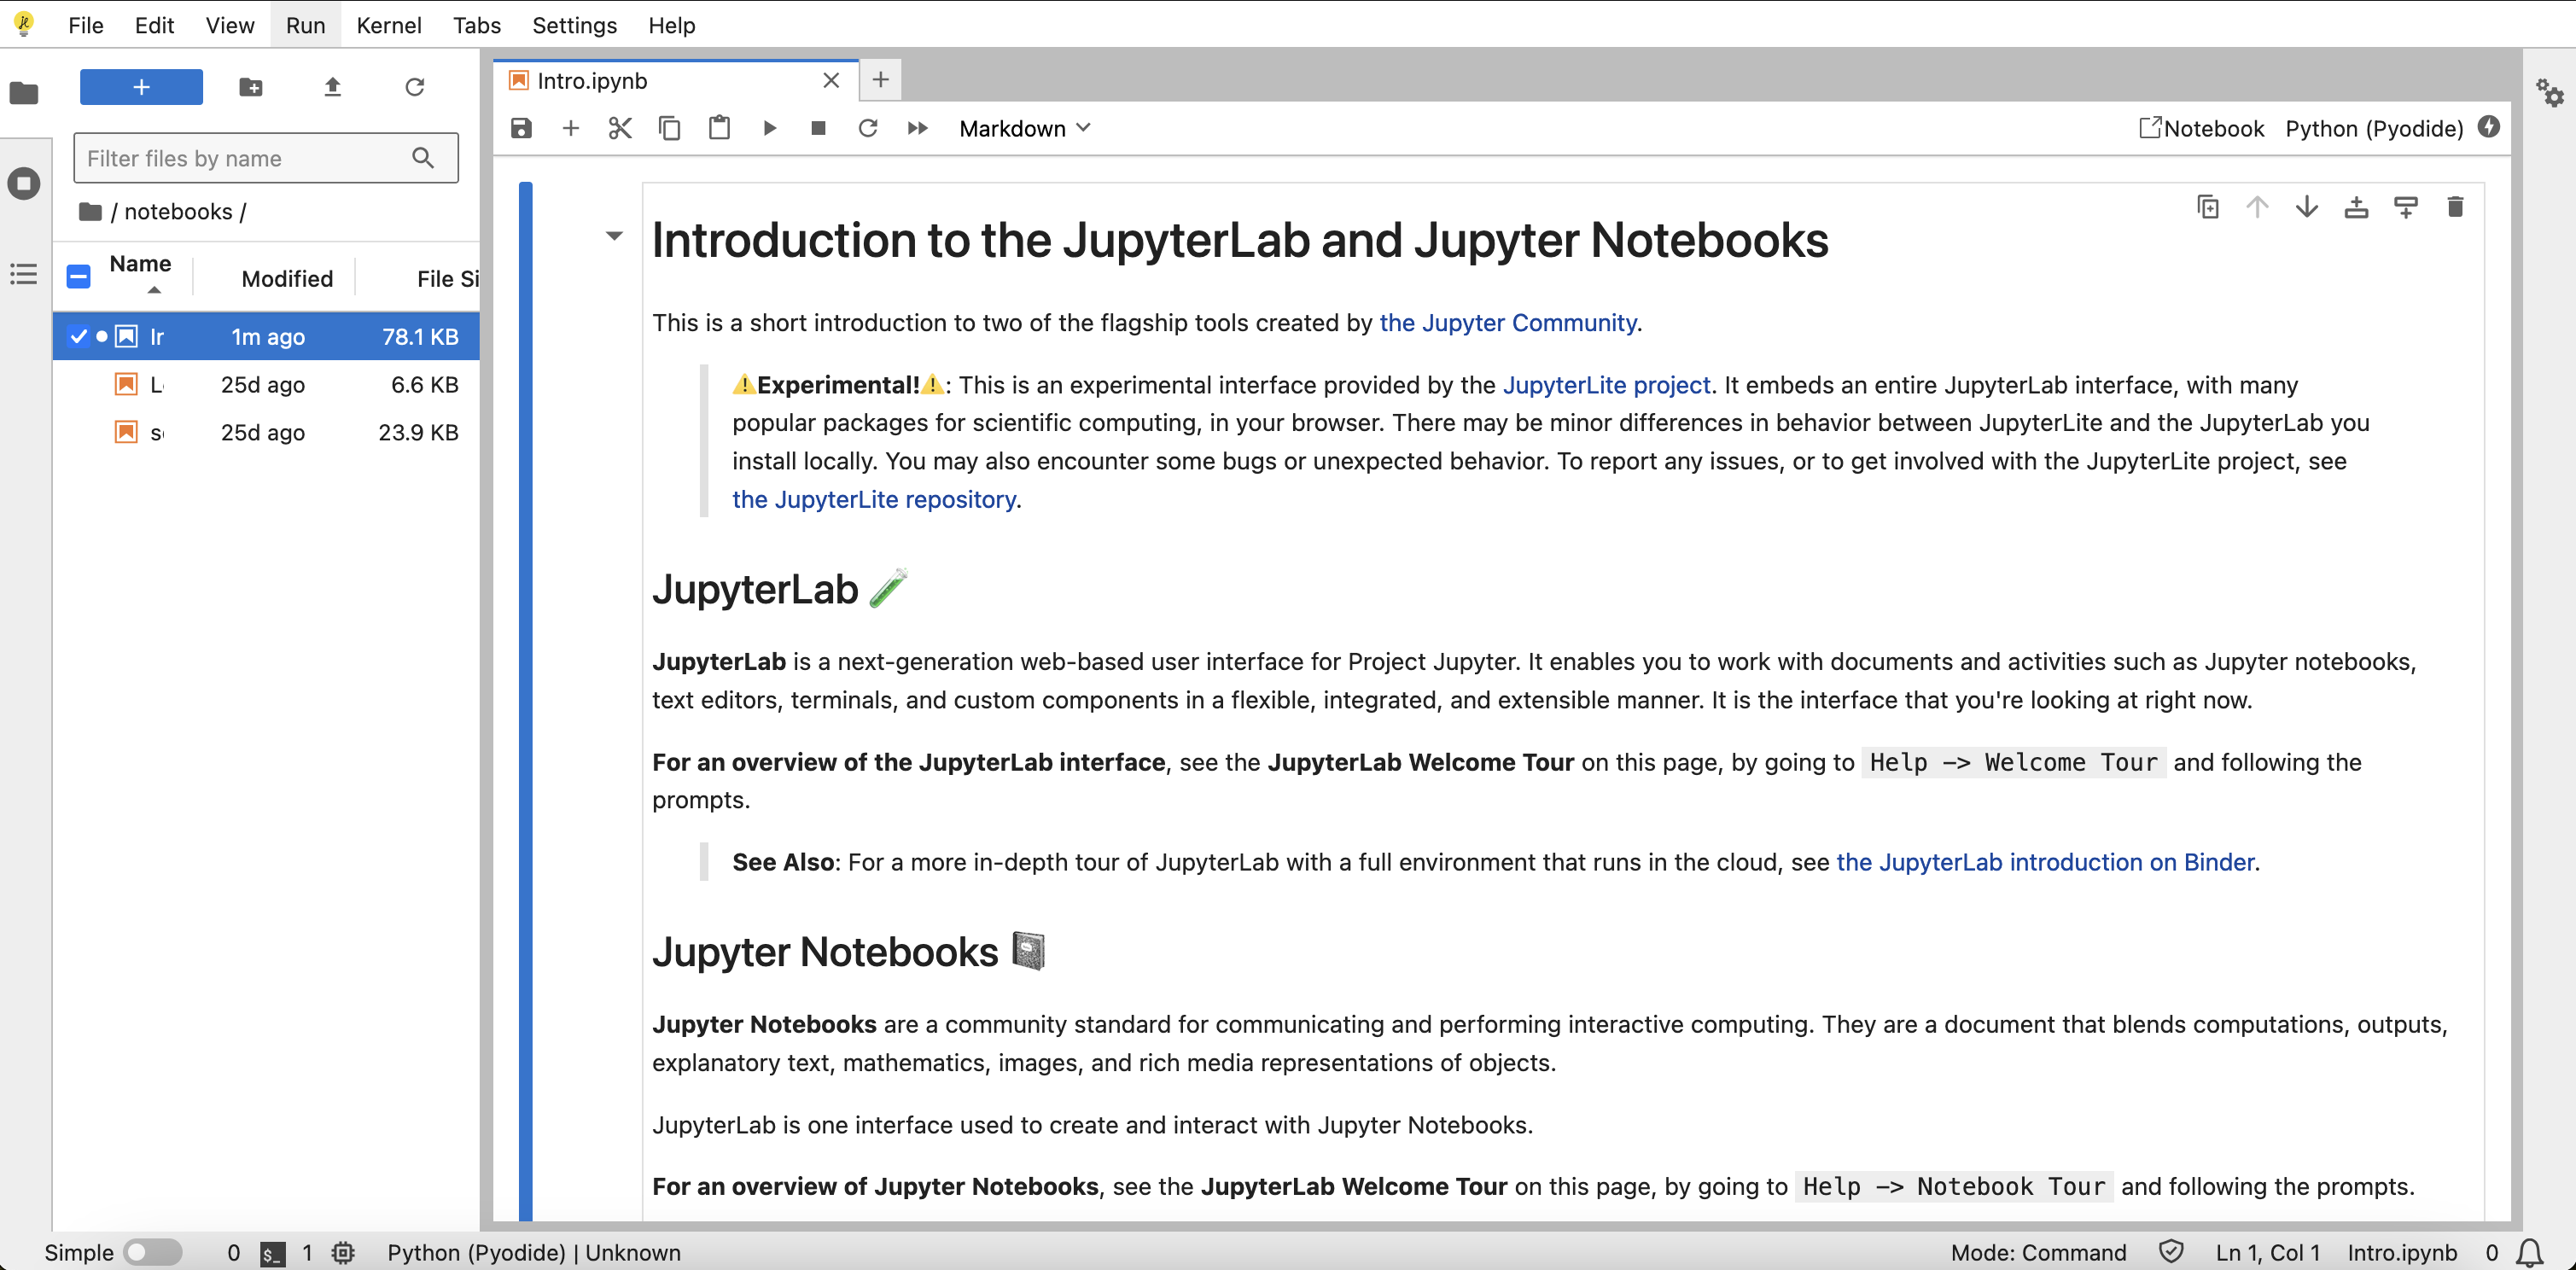 File Edit View Run Kernel Tabs Settings Help
+
Filter files by name
/ notebooks /
Name Modified File Si
Ir 1m ago 78.1 KB
L 25d ago 6.6 KB
s 25d ago 23.9 KB
Intro.ipynb
Markdown
Notebook Python (Pyodide)
Introduction to the JupyterLab and Jupyter Notebooks
This is a short introduction to two of the flagship tools created by the Jupyter Community.
⚠️Experimental!⚠️: This is an experimental interface provided by the JupyterLite project. It embeds an entire JupyterLab interface, with many
popular packages for scientific computing, in your browser. There may be minor differences in behavior between JupyterLite and the JupyterLab you
install locally. You may also encounter some bugs or unexpected behavior. To report any issues, or to get involved with the JupyterLite project, see
the JupyterLite repository.
JupyterLab 🧪
JupyterLab is a next-generation web-based user interface for Project Jupyter. It enables you to work with documents and activities such as Jupyter notebooks,
text editors, terminals, and custom components in a flexible, integrated, and extensible manner. It is the interface that you're looking at right now.
For an overview of the JupyterLab interface, see the JupyterLab Welcome Tour on this page, by going to Help -> Welcome Tour and following the
prompts.
See Also: For a more in-depth tour of JupyterLab with a full environment that runs in the cloud, see the JupyterLab introduction on Binder.
Jupyter Notebooks 📓
Jupyter Notebooks are a community standard for communicating and performing interactive computing. They are a document that blends computations, outputs,
explanatory text, mathematics, images, and rich media representations of objects.
JupyterLab is one interface used to create and interact with Jupyter Notebooks.
For an overview of Jupyter Notebooks, see the JupyterLab Welcome Tour on this page, by going to Help -> Notebook Tour and following the prompts.
Simple 0 $_ 1 Python (Pyodide) | Unknown Mode: Command Ln 1, Col 1 Intro.ipynb 0